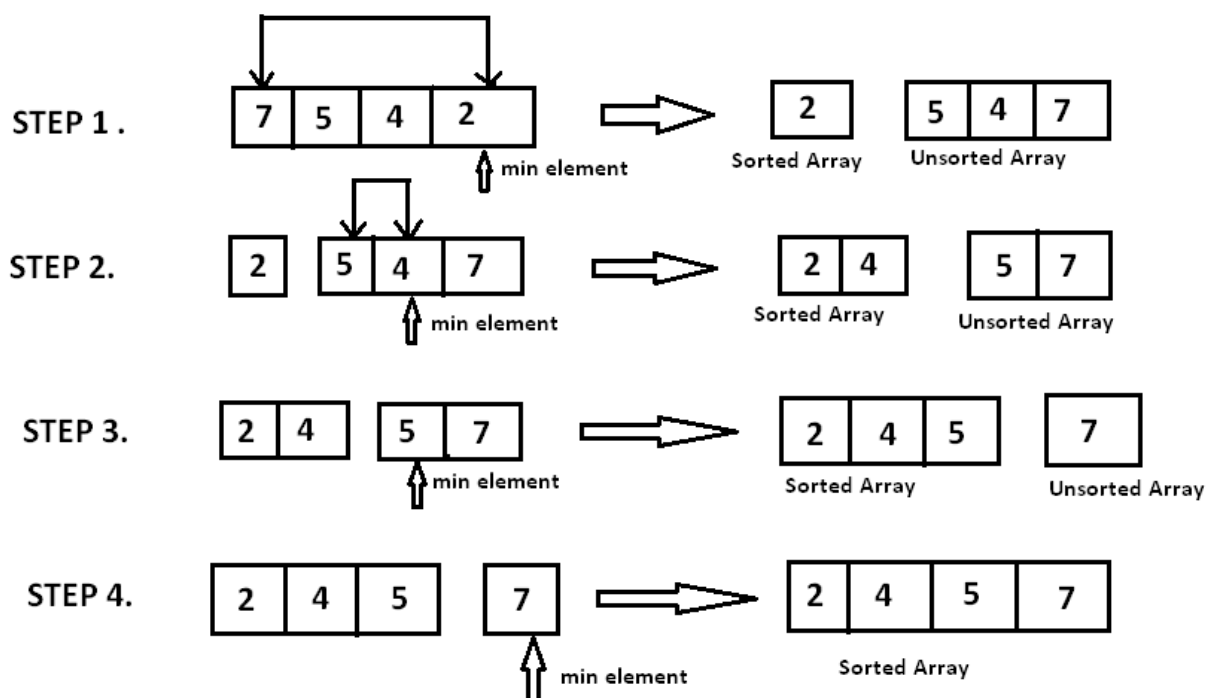 STEP 1 .
7 5 4 2
2
5 4 7
min element
Sorted Array
Unsorted Array
STEP 2.
2
5 4 7
2 4
5 7
min element
Sorted Array
Unsorted Array
STEP 3.
2 4
5 7
2 4 5
7
min element
Sorted Array
Unsorted Array
STEP 4.
2 4 5
7
2 4 5 7
min element
Sorted Array